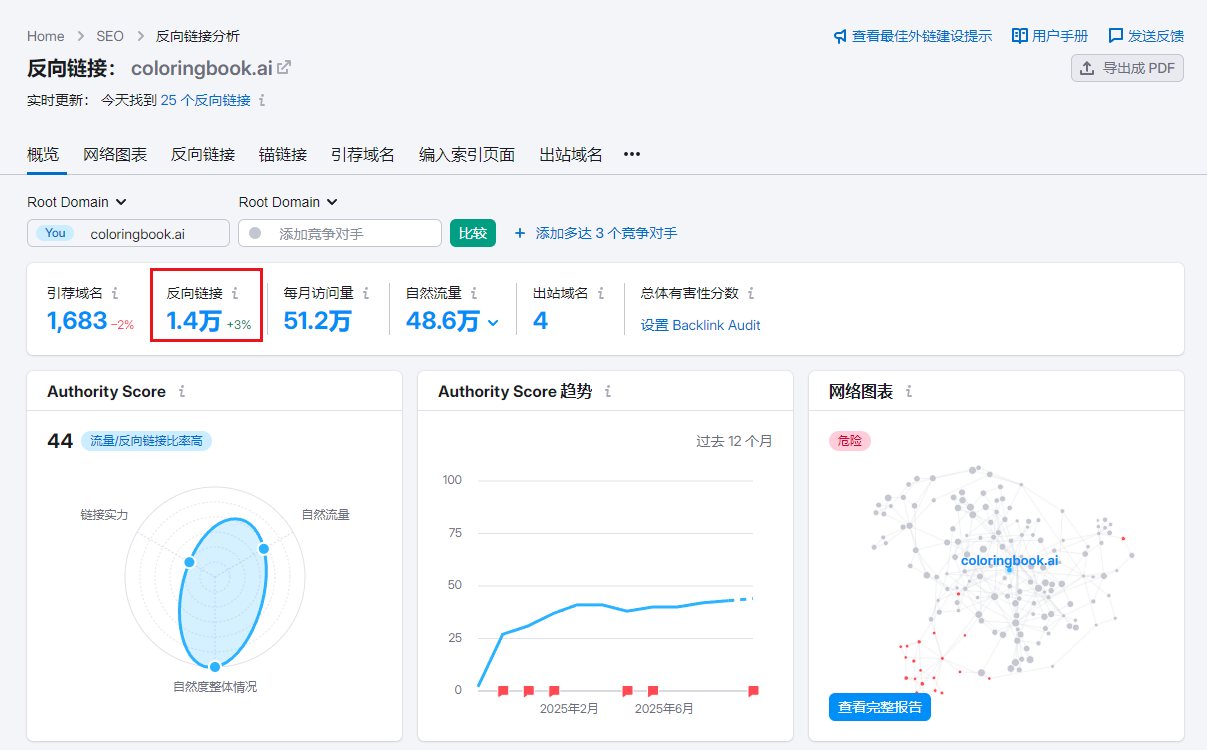 Home > SEO > 反向链接分析
查看最佳外链建设提示 用户手册 发送反馈
反向链接： coloringbook.ai
导出成 PDF
实时更新： 今天找到 25 个反向链接 i
概览 网络图表 反向链接 锚链接 引荐域名 编入索引页面 出站域名 •••
Root Domain Root Domain
You coloringbook.ai 添加竞争对手 比较 + 添加多达 3 个竞争对手
引荐域名 i 反向链接 i 每月访问量 i 自然流量 i 出站域名 i 总体有害性分数 i
1,683 −2% 1.4万 +3% 51.2万 48.6万 4 设置 Backlink Audit
Authority Score i
44 流量/反向链接比率高
链接实力 自然流量
自然度整体情况
Authority Score 趋势 i
过去 12 个月
100
75
50
25
0
2025年2月 2025年6月
网络图表 i
危险
coloringbook.ai
查看完整报告